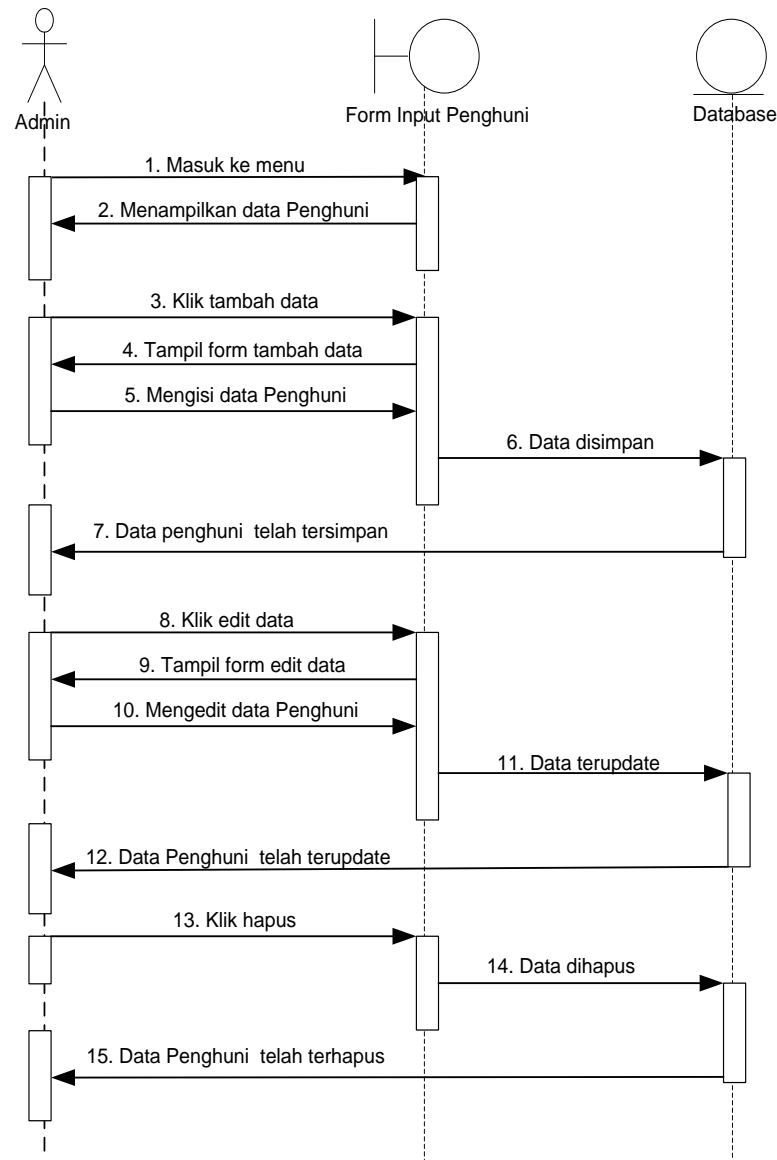 Admin
Form Input Penghuni
Database
1. Masuk ke menu
2. Menampilkan data Penghuni
3. Klik tambah data
4. Tampil form tambah data
5. Mengisi data Penghuni
6. Data disimpan
7. Data penghuni telah tersimpan
8. Klik edit data
9. Tampil form edit data
10. Mengedit data Penghuni
11. Data terupdate
12. Data Penghuni telah terupdate
13. Klik hapus
14. Data dihapus
15. Data Penghuni telah terhapus